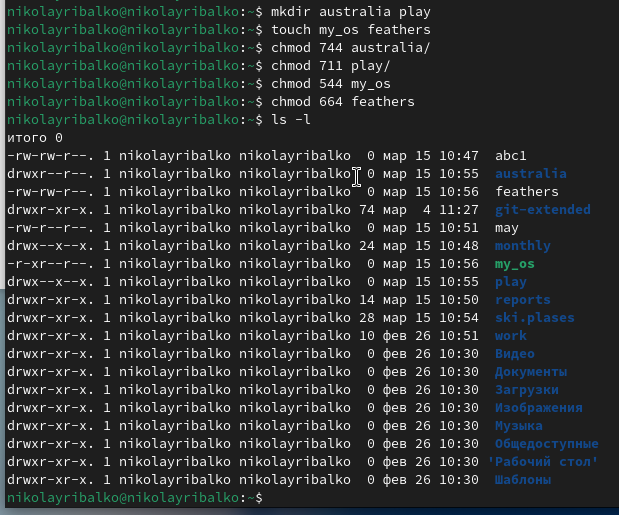 nikolayribalko@nikolayribalko:~$ mkdir australia play
nikolayribalko@nikolayribalko:~$ touch my_os feathers
nikolayribalko@nikolayribalko:~$ chmod 744 australia/
nikolayribalko@nikolayribalko:~$ chmod 711 play/
nikolayribalko@nikolayribalko:~$ chmod 544 my_os
nikolayribalko@nikolayribalko:~$ chmod 664 feathers
nikolayribalko@nikolayribalko:~$ ls -l
итого 0
-rw-rw-r--. 1 nikolayribalko nikolayribalko  0 мар 15 10:47  abc1
drwxr--r--. 1 nikolayribalko nikolayribalko  0 мар 15 10:55  australia
-rw-rw-r--. 1 nikolayribalko nikolayribalko  0 мар 15 10:56  feathers
drwxr-xr-x. 1 nikolayribalko nikolayribalko 74 мар  4 11:27  git-extended
-rw-r--r--. 1 nikolayribalko nikolayribalko  0 мар 15 10:51  may
drwx--x--x. 1 nikolayribalko nikolayribalko 24 мар 15 10:48  monthly
-r-xr--r--. 1 nikolayribalko nikolayribalko  0 мар 15 10:56  my_os
drwx--x--x. 1 nikolayribalko nikolayribalko  0 мар 15 10:55  play
drwxr-xr-x. 1 nikolayribalko nikolayribalko 14 мар 15 10:50  reports
drwxr-xr-x. 1 nikolayribalko nikolayribalko 28 мар 15 10:54  ski.plases
drwxr-xr-x. 1 nikolayribalko nikolayribalko 10 фев 26 10:51  work
drwxr-xr-x. 1 nikolayribalko nikolayribalko  0 фев 26 10:30  Видео
drwxr-xr-x. 1 nikolayribalko nikolayribalko  0 фев 26 10:30  Документы
drwxr-xr-x. 1 nikolayribalko nikolayribalko  0 фев 26 10:30  Загрузки
drwxr-xr-x. 1 nikolayribalko nikolayribalko  0 фев 26 10:30  Изображения
drwxr-xr-x. 1 nikolayribalko nikolayribalko  0 фев 26 10:30  Музыка
drwxr-xr-x. 1 nikolayribalko nikolayribalko  0 фев 26 10:30  Общедоступные
drwxr-xr-x. 1 nikolayribalko nikolayribalko  0 фев 26 10:30 'Рабочий стол'
drwxr-xr-x. 1 nikolayribalko nikolayribalko  0 фев 26 10:30  Шаблоны
nikolayribalko@nikolayribalko:~$